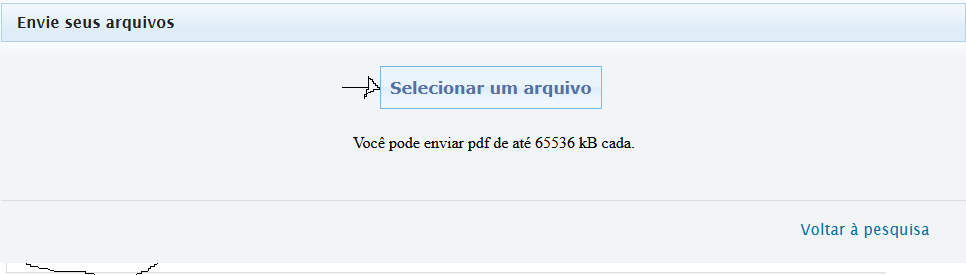 Envie seus arquivos
Selecionar um arquivo
Você pode enviar pdf de até 65536 kB cada.
Voltar à pesquisa